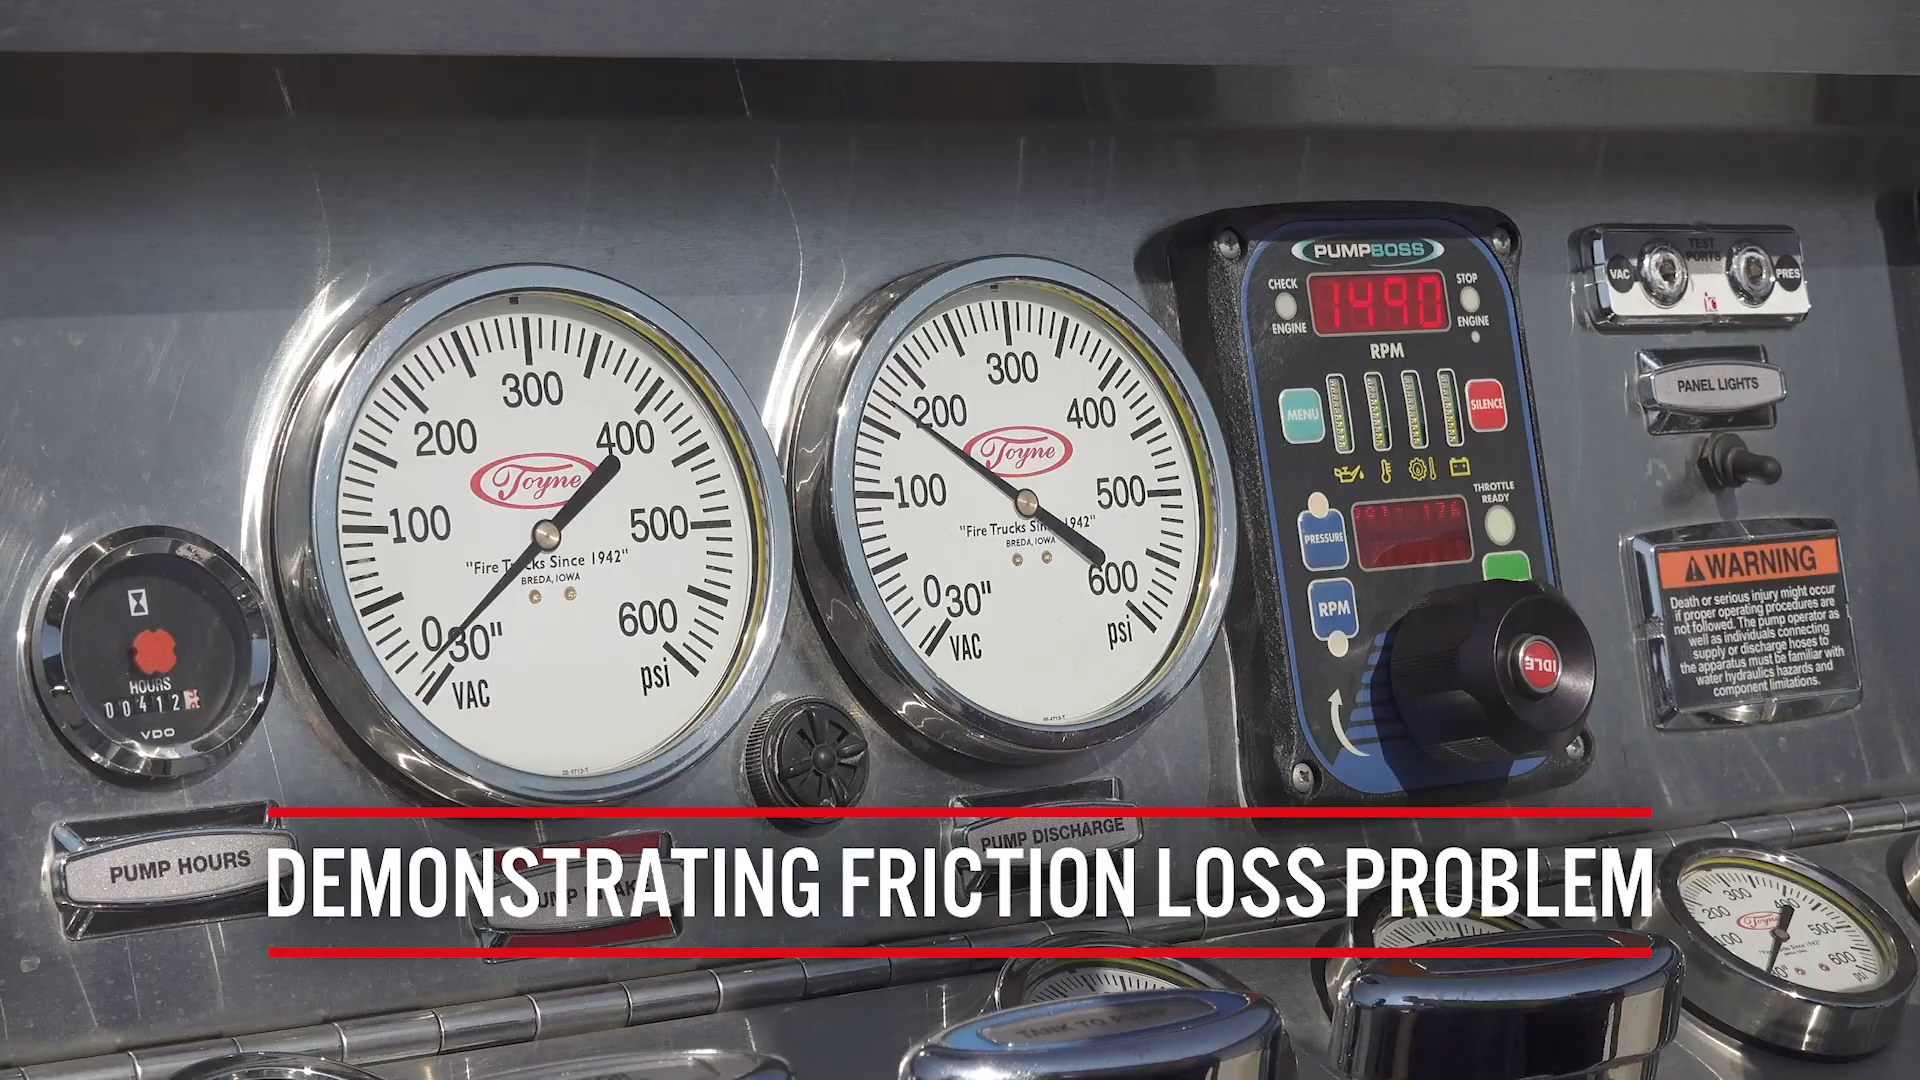 300
200
400
Toyne
100
500
"Fire Trucks Since 1942"
BREDA, IOWA
0
30"
600
VAC
psi
300
200
400
Toyne
100
500
BREDA, IOWA
0
30"
600
VAC
psi
PUMPBOSS
CHECK
ENGINE
1490
STOP
ENGINE
RPM
MENU
SILENCE
THROTTLE
READY
PRESSURE
RPM
IDLE
TEST
PORTS
VAC
PRES
PANEL LIGHTS
WARNING
Death or serious injury might occur
if proper operating procedures are
not followed. The pump operator as
well as individuals connecting
supply or discharge hoses to
the apparatus must be familiar with
water hydraulics hazards and
component limitations.
HOURS
00412
VDO
PUMP HOURS
PUMP DISCHARGE
DEMONSTRATING FRICTION LOSS PROBLEM
300
200
400
500
600
TANK TO PUMP